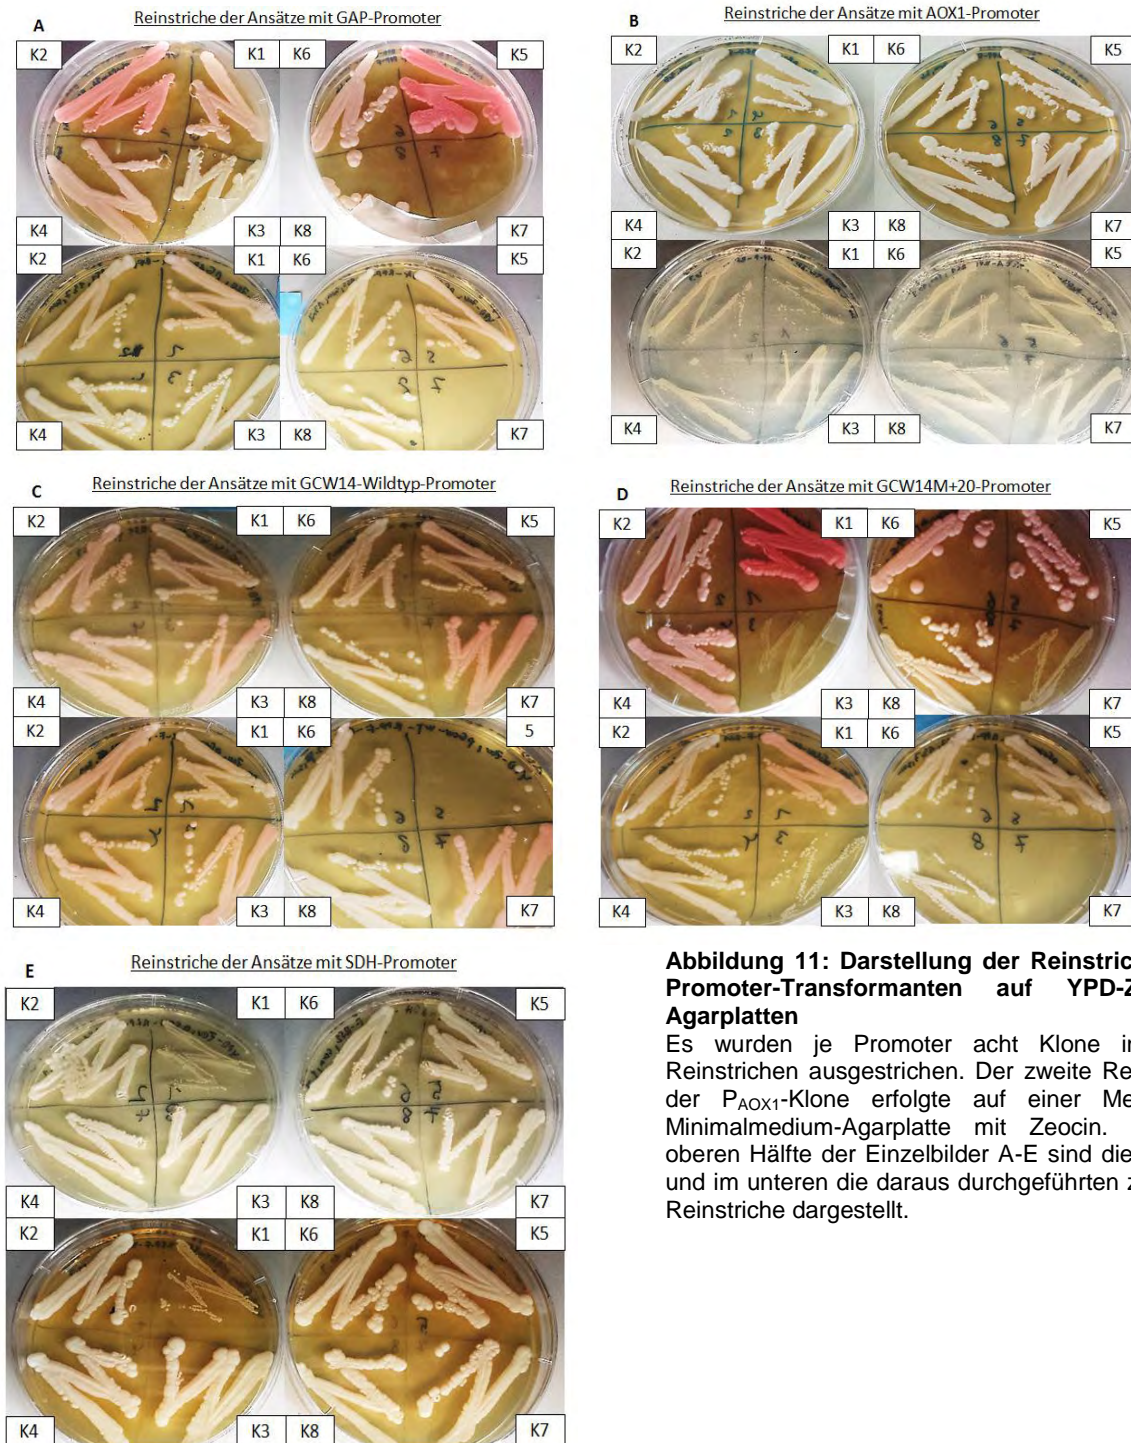 A
Reinstriche der Ansätze mit GAP-Promoter
K2
K1
K6
K5
K4
K3
K8
K7
K2
K1
K6
K5
K4
K3
K8
K7
B
Reinstriche der Ansätze mit AOX1-Promoter
K2
K1
K6
K5
K4
K3
K8
K7
K2
K1
K6
K5
K4
K3
K8
K7
C
Reinstriche der Ansätze mit GCW14-Wildtyp-Promoter
K2
K1
K6
K5
K4
K3
K8
K7
K2
K1
K6
5
K4
K3
K8
K7
D
Reinstriche der Ansätze mit GCW14M+20-Promoter
K2
K1
K6
K5
K4
K3
K8
K7
K2
K1
K6
K5
K4
K3
K8
K7
E
Reinstriche der Ansätze mit SDH-Promoter
K2
K1
K6
K5
K4
K3
K8
K7
K2
K1
K6
K5
K4
K3
K8
K7
Abbildung 11: Darstellung der Reinstric
Promoter-Transformanten auf YPD-Z
Agarplatten
Es wurden je Promoter acht Klone in
Reinstrichen ausgestrichen. Der zweite Re
der PAOX1-Klone erfolgte auf einer Me
Minimalmedium-Agarplatte mit Zeocin.
oberen Hälfte der Einzelbilder A-E sind die
und im unteren die daraus durchgeführten z
Reinstriche dargestellt.